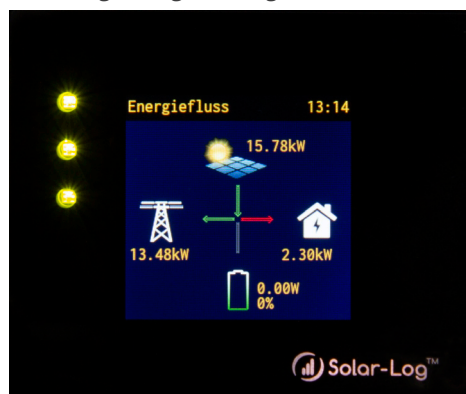 Energiefluss 13:14
15.78kW
13.48kW 2.30kW
0.00W
0%
Solar-Log™